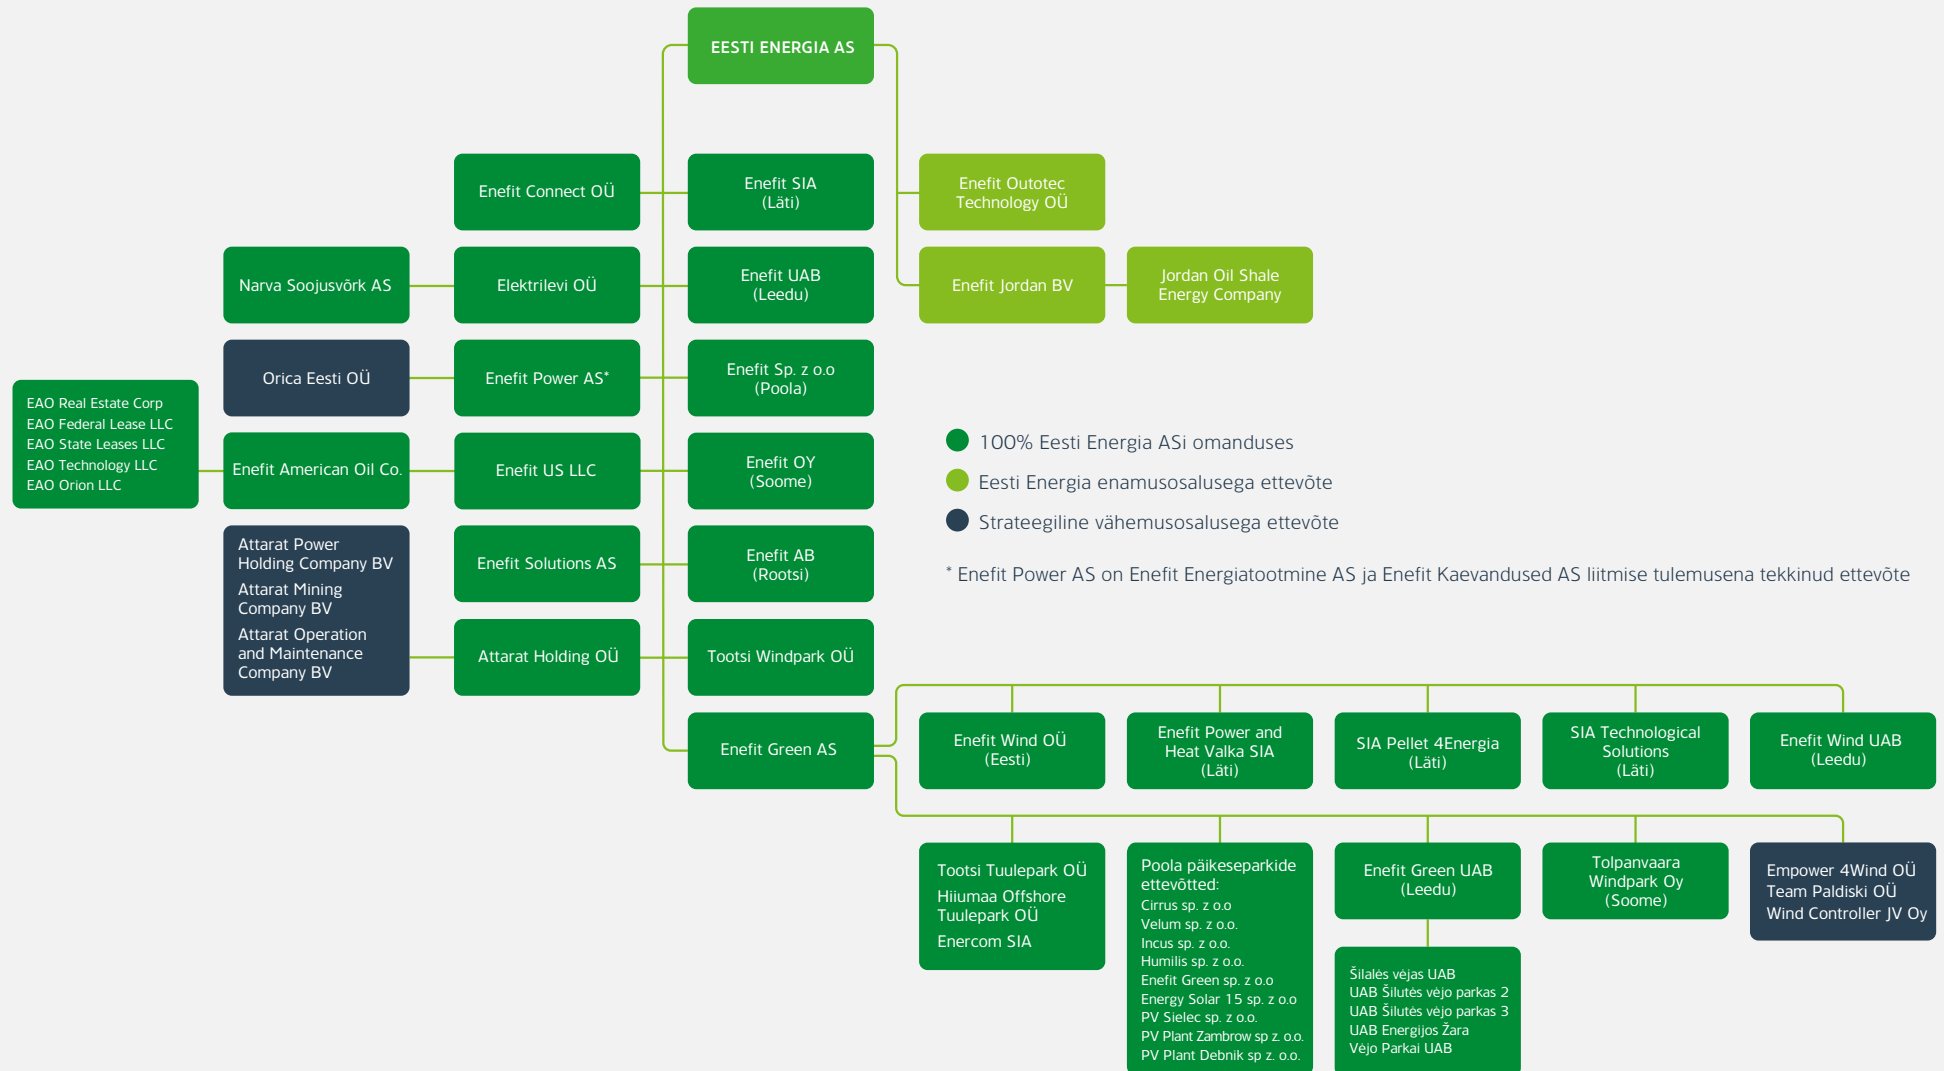 EESTI ENERGIA AS
Enefit Connect OÜ
Enefit SIA
(Läti)
Enefit Outotec
Technology OÜ
Narva Soojusvõrk AS
Elektrilevi OÜ
Enefit UAB
(Leedu)
Enefit Jordan BV
Jordan Oil Shale
Energy Company
Orica Eesti OÜ
Enefit Power AS*
Enefit Sp. z o.o
(Poola)
EAO Real Estate Corp
EAO Federal Lease LLC
EAO State Leases LLC
EAO Technology LLC
EAO Orion LLC
Enefit American Oil Co.
Enefit US LLC
Enefit OY
(Soome)
100% Eesti Energia ASi omanduses
Eesti Energia enamusosalusega ettevõte
Strateegiline vähemusosalusega ettevõte
* Enefit Power AS on Enefit Energiatootmine AS ja Enefit Kaevandused AS liitmise tulemusena tekkinud ettevõte
Attarat Power
Holding Company BV
Attarat Mining
Company BV
Attarat Operation
and Maintenance
Company BV
Enefit Solutions AS
Enefit AB
(Rootsi)
Attarat Holding OÜ
Tootsi Windpark OÜ
Enefit Green AS
Enefit Wind OÜ
(Eesti)
Enefit Power and
Heat Valka SIA
(Läti)
SIA Pellet 4Energia
(Läti)
SIA Technological
Solutions
(Läti)
Enefit Wind UAB
(Leedu)
Tootsi Tuulepark OÜ
Hiiumaa Offshore
Tuulepark OÜ
Enercom SIA
Poola päikeseparkide
ettevõtted:
Cirrus sp. z o.o
Velum sp. z o.o.
Incus sp. z o.o.
Humilis sp. z o.o.
Enefit Green sp. z o.o
Energy Solar 15 sp. z o.o
PV Sielec sp. z o.o.
PV Plant Zambrow sp z. o.o.
PV Plant Debnik sp z. o.o.
Enefit Green UAB
(Leedu)
Šilalės vėjas UAB
UAB Šilutės vėjo parkas 2
UAB Šilutės vėjo parkas 3
UAB Energijos Žara
Vėjo Parkai UAB
Tolpanvaara
Windpark Oy
(Soome)
Empower 4Wind OÜ
Team Paldiski OÜ
Wind Controller JV Oy